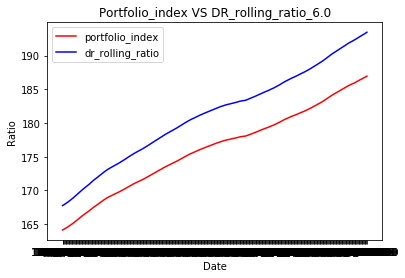 Portfolio_index VS DR_rolling_ratio_6.0
portfolio_index
dr_rolling_ratio
190
185
180
175
170
165
Ratio
Date